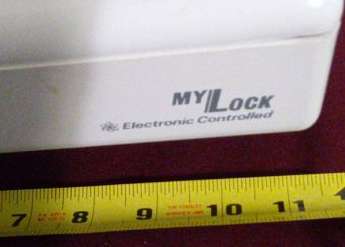 MY LOCK
Electronic Controlled
7 8 9 10 11